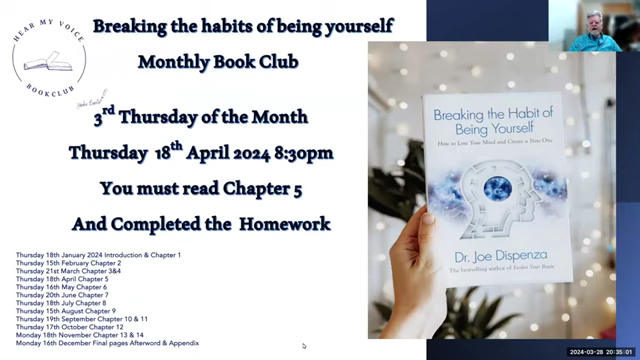 HEAR MY VOICE
BOOKCLUB
Breaking the habits of being yourself
Monthly Book Club
3rd Thursday of the Month
Thursday 18th April 2024 8:30pm
You must read Chapter 5
And Completed the Homework
Thursday 18th January 2024 Introduction & Chapter 1
Thursday 15th February Chapter 2
Thursday 21st March Chapter 3&4
Thursday 18th April Chapter 5
Thursday 16th May Chapter 6
Thursday 20th June Chapter 7
Thursday 18th July Chapter 8
Thursday 15th August Chapter 9
Thursday 19th September Chapter 10 & 11
Thursday 17th October Chapter 12
Monday 18th November Chapter 13 & 14
Monday 16th December Final pages Afterword & Appendix
Breaking the Habit of
Being Yourself
How to Lose Your Mind and Create a New One
Dr. Joe Dispenza
The bestselling author of Evolve Your Brain
2024-03-28 20:35:01